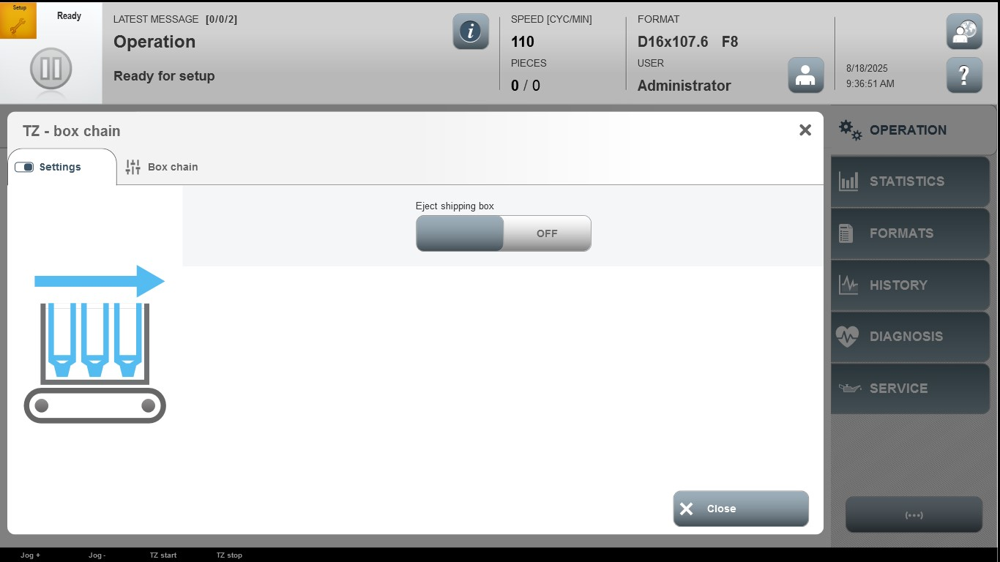 Setup
Ready
LATEST MESSAGE [0/0/2]
Operation
Ready for setup
SPEED [CYC/MIN]
110
PIECES
0 / 0
FORMAT
D16x107.6 F8
USER
Administrator
8/18/2025
9:36:51 AM
TZ - box chain
Settings
Box chain
Eject shipping box
OFF
Close
OPERATION
STATISTICS
FORMATS
HISTORY
DIAGNOSIS
SERVICE
Jog +
Jog -
TZ start
TZ stop